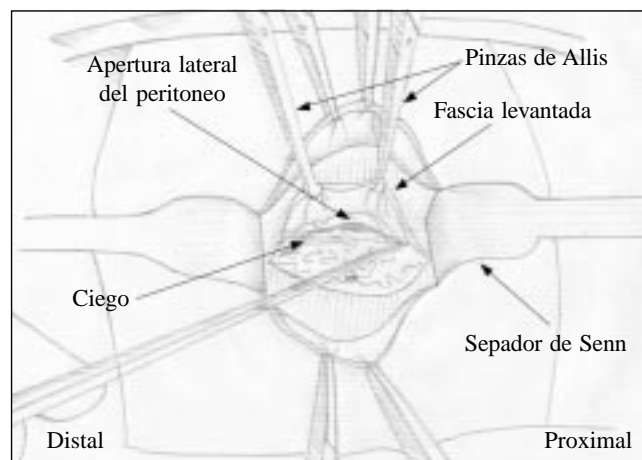 Apertura lateral
del peritoneo
Pinzas de Allis
Fascia levantada
Ciego
Sepador de Senn
Distal
Proximal